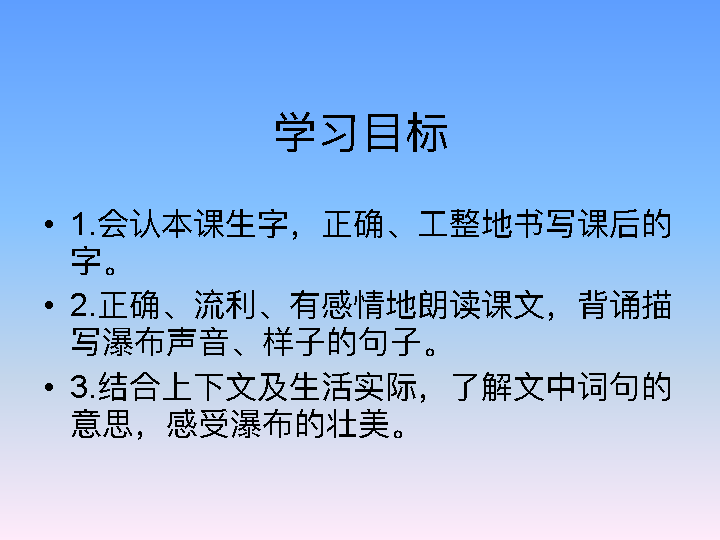 学习目标
• 1.会认本课生字，正确、工整地书写课后的
字。
• 2.正确、流利、有感情地朗读课文，背诵描
写瀑布声音、样子的句子。
• 3.结合上下文及生活实际，了解文中词句的
意思，感受瀑布的壮美。